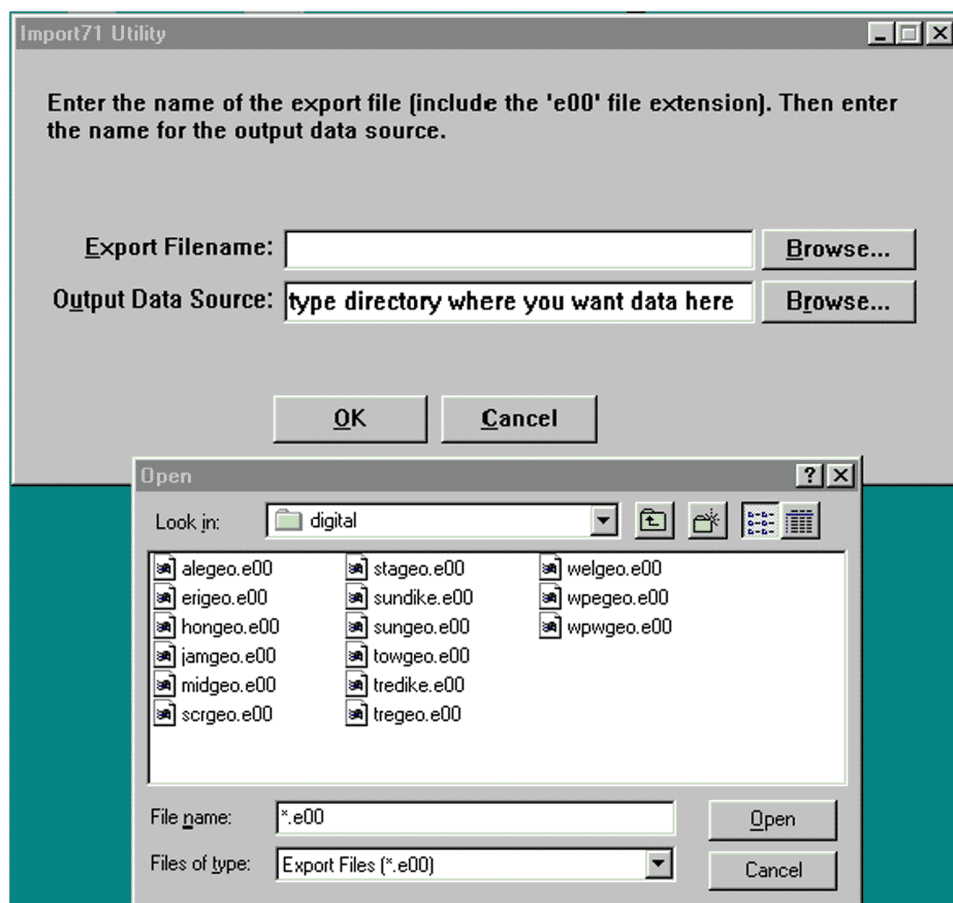 Import71 Utility
Enter the name of the export file (include the 'e00' file extension). Then enter
the name for the output data source.
Export Filename:
Browse...
Output Data Source:
type directory where you want data here
Browse...
OK
Cancel
Open
Look in:
digital
alegeo.e00
stageo.e00
welgeo.e00
erigeo.e00
sundike.e00
wpegeo.e00
hongeo.e00
sungeo.e00
wpwgeo.e00
jamgeo.e00
towgeo.e00
midgeo.e00
tredike.e00
scrgeo.e00
tregeo.e00
File name:
*.e00
Open
Files of type:
Export Files (*.e00)
Cancel